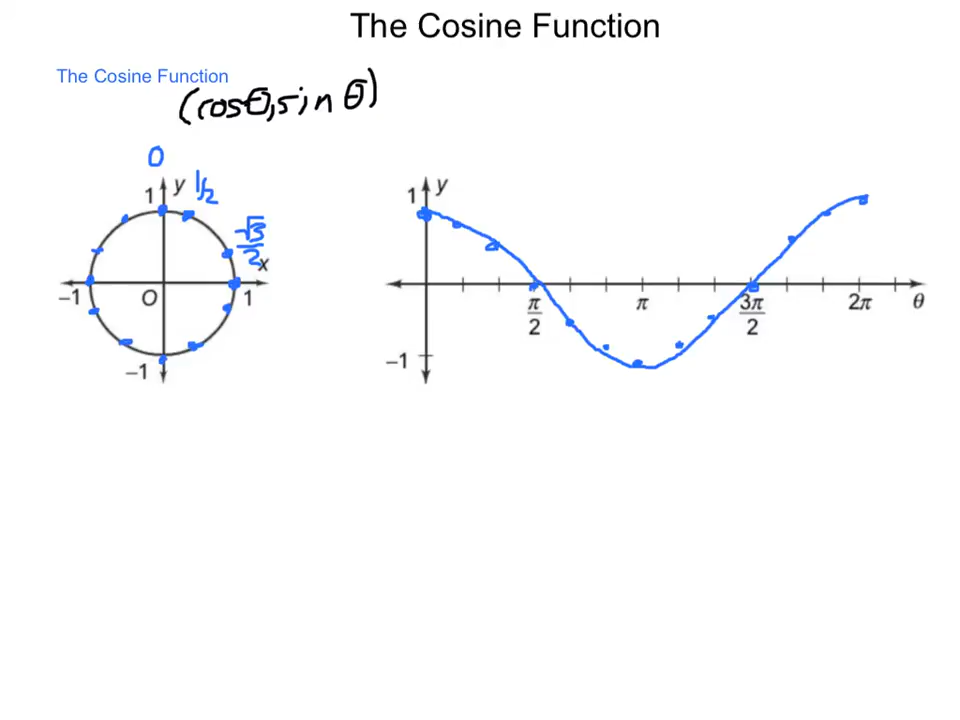 The Cosine Function
The Cosine Function
(cosθ, sin θ)
0
1 y 1/2
√3/2
x
−1 O 1
−1
1 y
π/2 π 3π/2 2π θ
−1